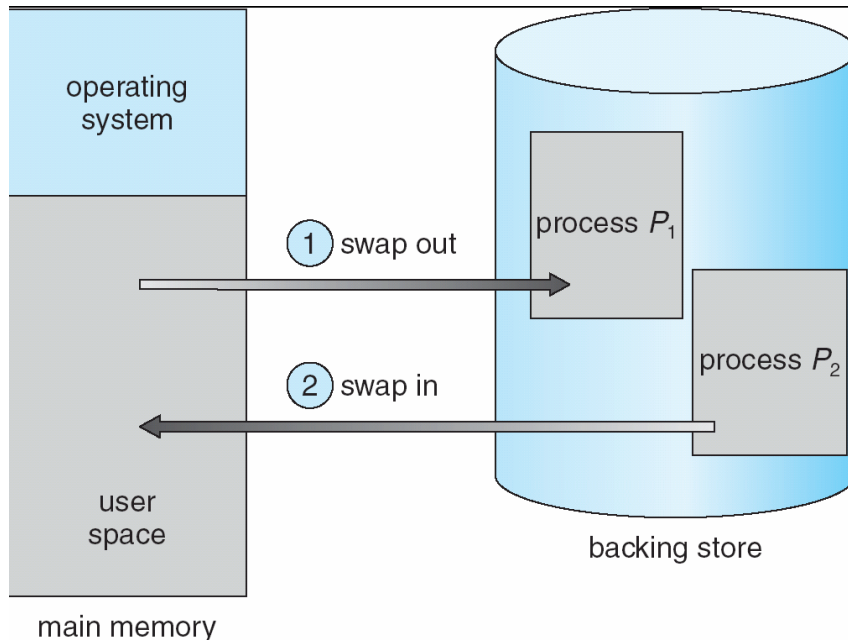 operating
system
process P₁
1 swap out
process P₂
2 swap in
user
space
backing store
main memory